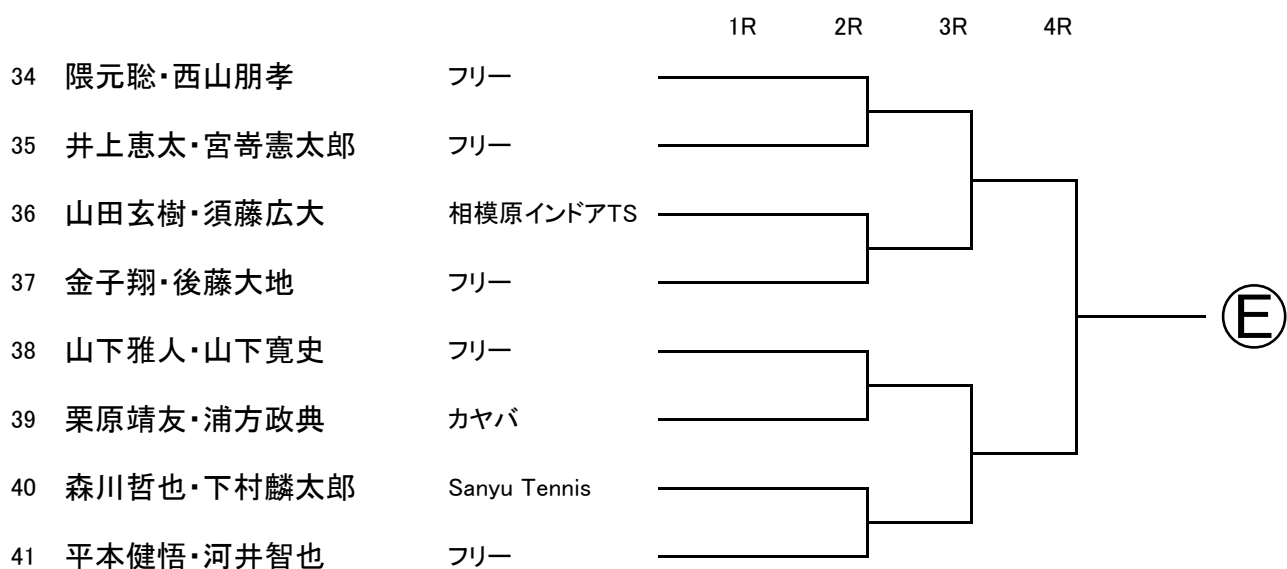 1R 2R 3R 4R
34 隈元聡・西山朋孝 フリー
35 井上恵太・宮嵜憲太郎 フリー
36 山田玄樹・須藤広大 相模原インドアTS
37 金子翔・後藤大地 フリー
38 山下雅人・山下寛史 フリー
39 栗原靖友・浦方政典 カヤバ
40 森川哲也・下村麟太郎 Sanyu Tennis
41 平本健悟・河井智也 フリー
Ⓔ